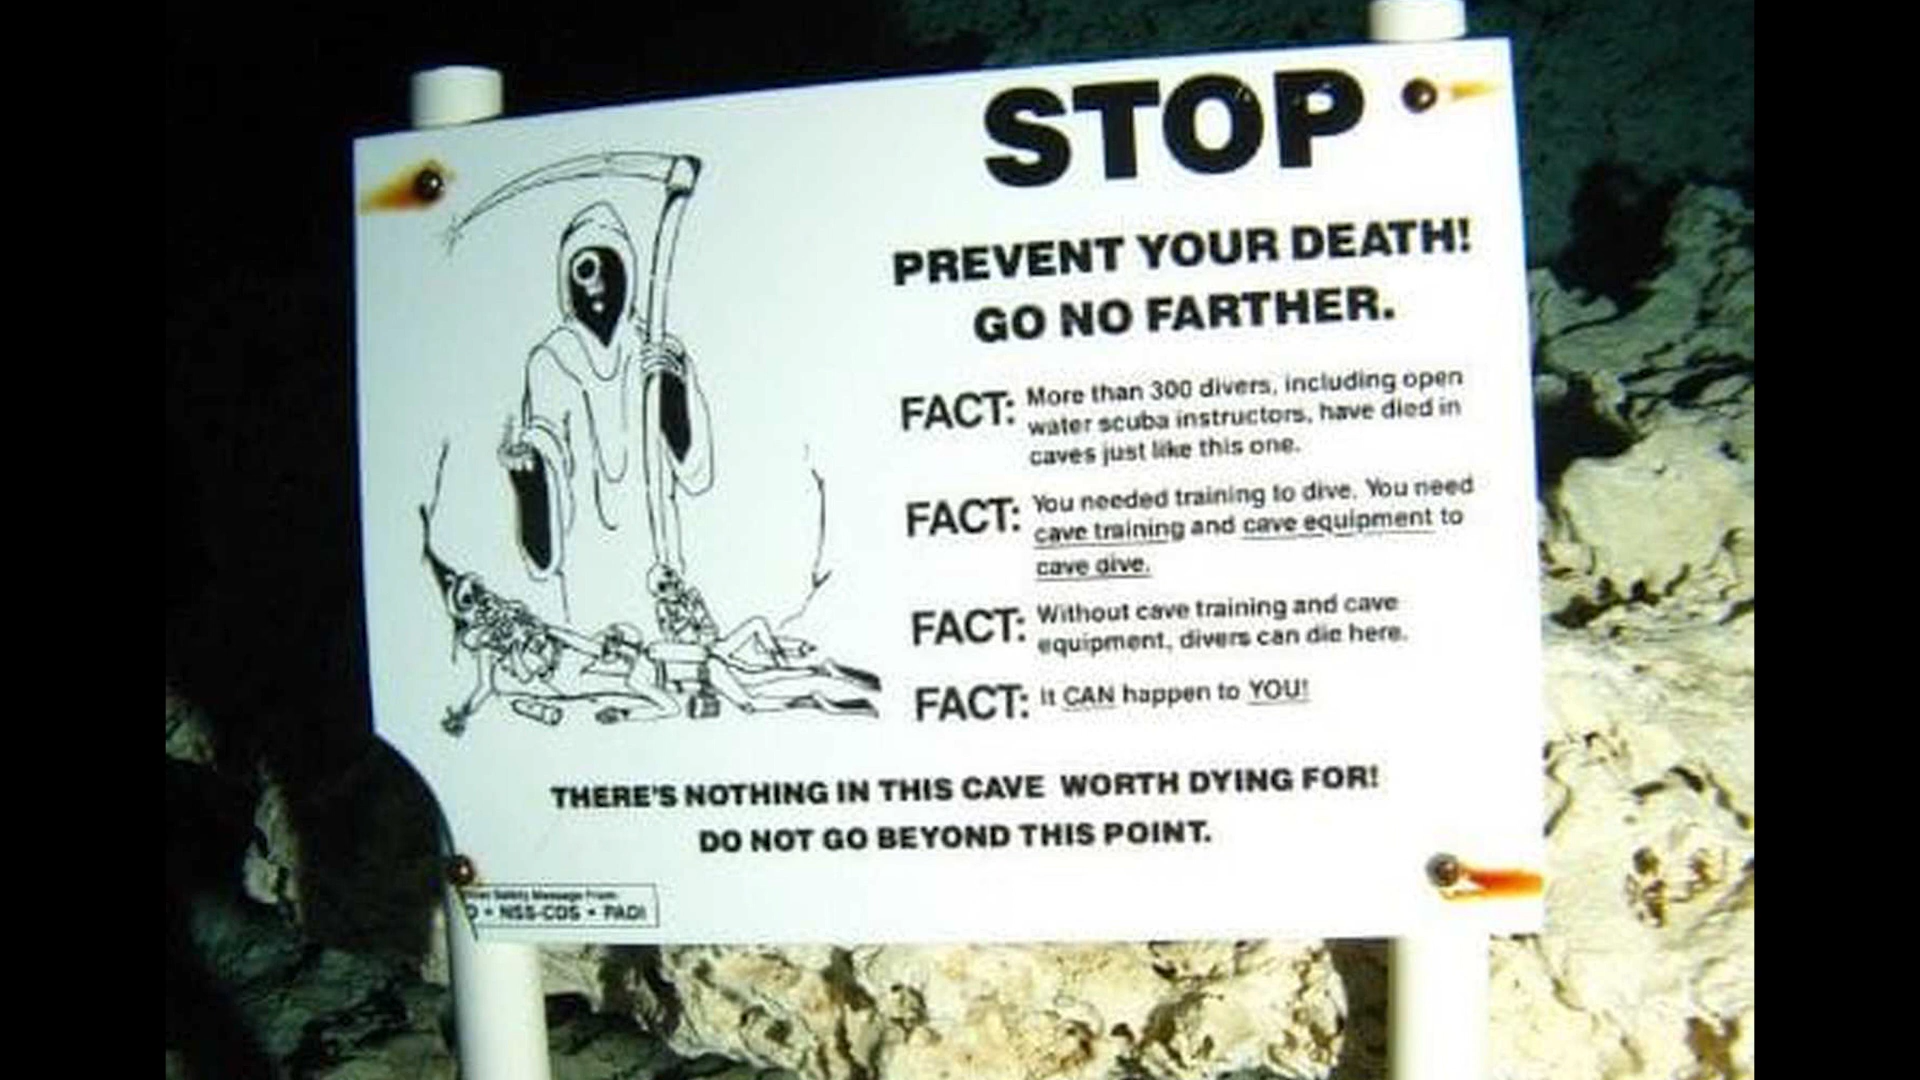 STOP
PREVENT YOUR DEATH!
GO NO FARTHER.
FACT: More than 300 divers, including open
water scuba instructors, have died in
caves just like this one.
FACT: You needed training to dive. You need
cave training and cave equipment to
cave dive.
FACT: Without cave training and cave
equipment, divers can die here.
FACT: It CAN happen to YOU!
THERE'S NOTHING IN THIS CAVE WORTH DYING FOR!
DO NOT GO BEYOND THIS POINT.
Safety Message From:
• NSS-CDS • PADI